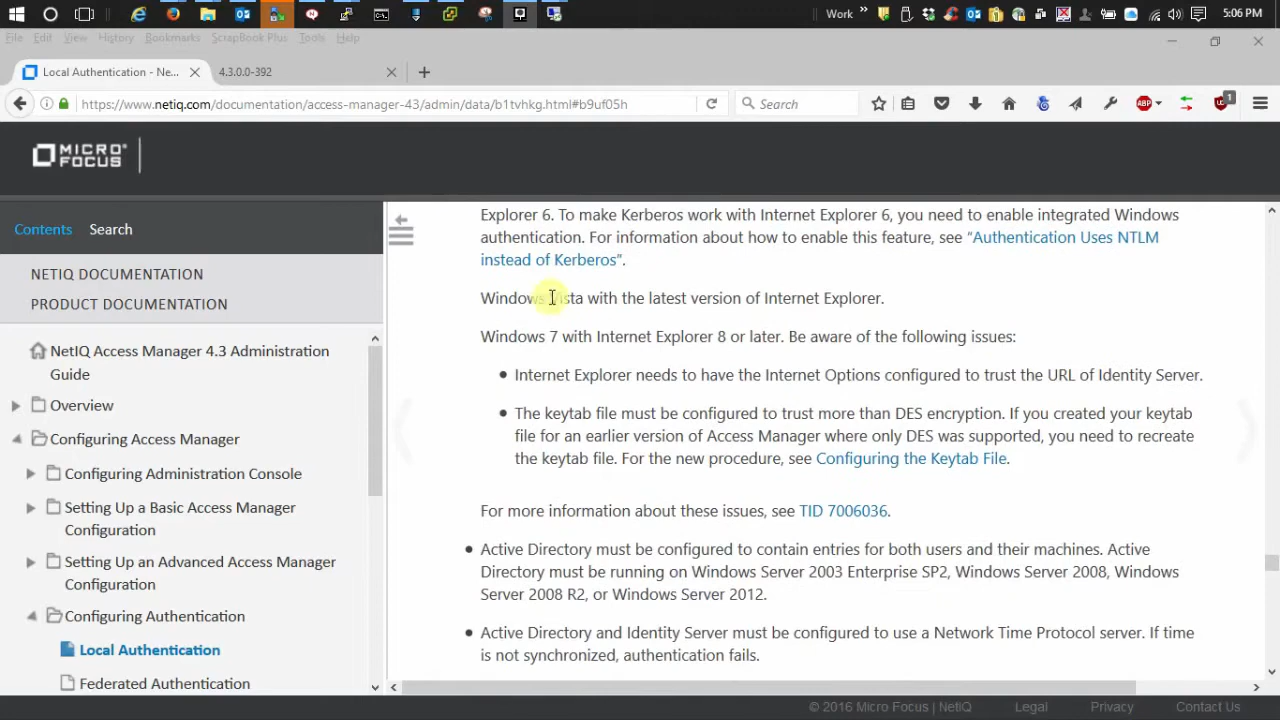 Work » 5:06 PM
File Edit View History Bookmarks ScrapBook Plus Tools Help
Local Authentication - Ne... 4.3.0.0-392
https://www.netiq.com/documentation/access-manager-43/admin/data/b1tvhkg.html#b9uf05h Search ABP 1
MICRO
FOCUS
Contents Search
NETIQ DOCUMENTATION
PRODUCT DOCUMENTATION
NetIQ Access Manager 4.3 Administration
Guide
Overview
Configuring Access Manager
Configuring Administration Console
Setting Up a Basic Access Manager
Configuration
Setting Up an Advanced Access Manager
Configuration
Configuring Authentication
Local Authentication
Federated Authentication
Explorer 6. To make Kerberos work with Internet Explorer 6, you need to enable integrated Windows
authentication. For information about how to enable this feature, see “Authentication Uses NTLM
instead of Kerberos”.
Windows Vista with the latest version of Internet Explorer.
Windows 7 with Internet Explorer 8 or later. Be aware of the following issues:
• Internet Explorer needs to have the Internet Options configured to trust the URL of Identity Server.
• The keytab file must be configured to trust more than DES encryption. If you created your keytab
file for an earlier version of Access Manager where only DES was supported, you need to recreate
the keytab file. For the new procedure, see Configuring the Keytab File.
For more information about these issues, see TID 7006036.
• Active Directory must be configured to contain entries for both users and their machines. Active
Directory must be running on Windows Server 2003 Enterprise SP2, Windows Server 2008, Windows
Server 2008 R2, or Windows Server 2012.
• Active Directory and Identity Server must be configured to use a Network Time Protocol server. If time
is not synchronized, authentication fails.
© 2016 Micro Focus | NetIQ Legal Privacy Contact Us